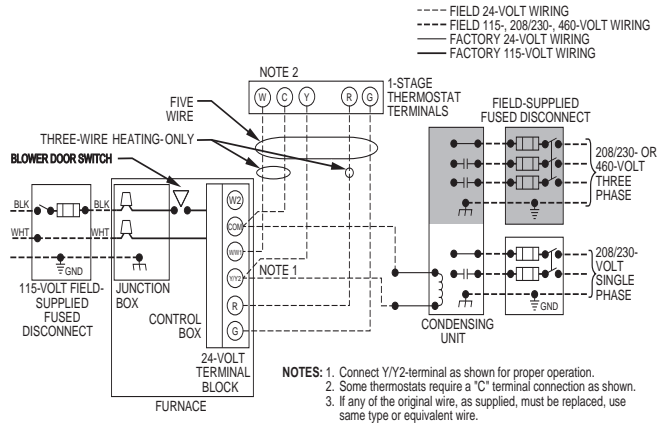 FIELD 24-VOLT WIRING
FIELD 115-, 208/230-, 460-VOLT WIRING
FACTORY 24-VOLT WIRING
FACTORY 115-VOLT WIRING
NOTE 2
W C Y R G
1-STAGE
THERMOSTAT
TERMINALS
FIVE
WIRE
THREE-WIRE HEATING-ONLY
BLOWER DOOR SWITCH
FIELD-SUPPLIED
FUSED DISCONNECT
208/230- OR
460-VOLT
THREE
PHASE
BLK
BLK
WHT
WHT
GND
W2
COM
W/W1
Y/Y2
R
G
NOTE 1
115-VOLT FIELD-
SUPPLIED
FUSED
DISCONNECT
JUNCTION
BOX
CONTROL
BOX
24-VOLT
TERMINAL
BLOCK
FURNACE
CONDENSING
UNIT
208/230-
VOLT
SINGLE
PHASE
GND
NOTES: 1. Connect Y/Y2-terminal as shown for proper operation.
2. Some thermostats require a "C" terminal connection as shown.
3. If any of the original wire, as supplied, must be replaced, use
same type or equivalent wire.